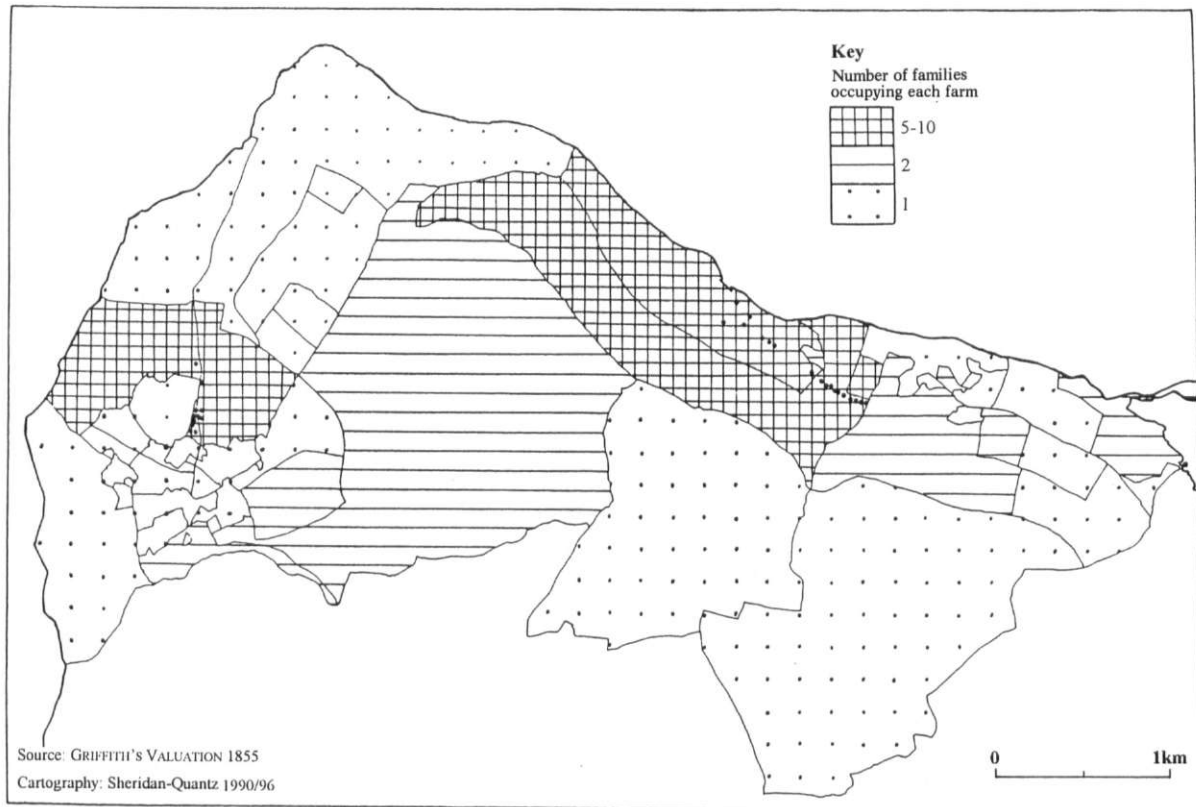 Key
Number of families
occupying each farm
5-10
2
1
Source: GRIFFITH'S VALUATION 1855
Cartography: Sheridan-Quantz 1990/96
0 1km